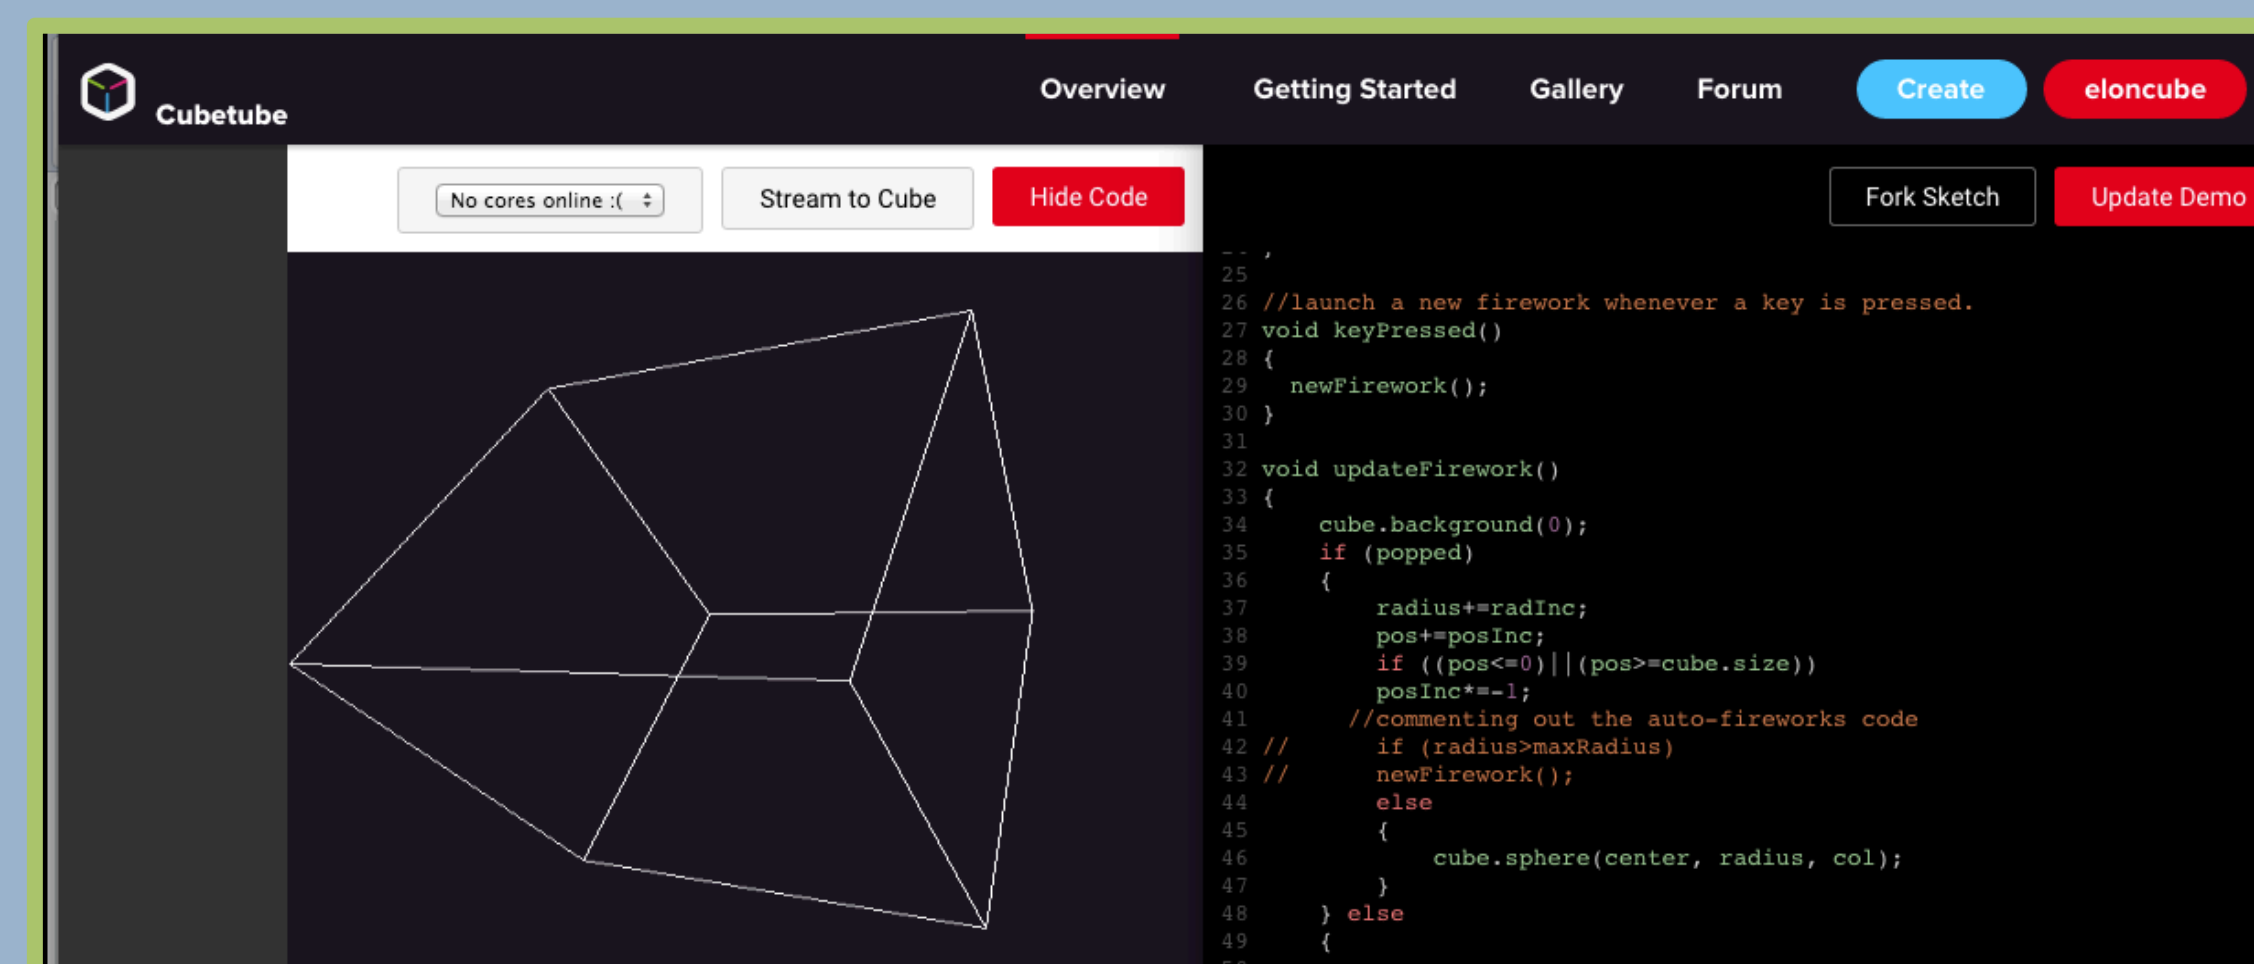 Cubetube
Overview
Getting Started
Gallery
Forum
Create
eloncube
No cores online :(
Stream to Cube
Hide Code
Fork Sketch
Update Demo
25
26 //launch a new firework whenever a key is pressed.
27 void keyPressed()
28 {
29 newFirework();
30 }
31
32 void updateFirework()
33 {
34 cube.background(0);
35 if (popped)
36 {
37 radius+=radInc;
38 pos+=posInc;
39 if ((pos<=0)||(pos>=cube.size))
40 posInc*=-1;
41 //commenting out the auto-fireworks code
42 // if (radius>maxRadius)
43 // newFirework();
44 else
45 {
46 cube.sphere(center, radius, col);
47 }
48 } else
49 {